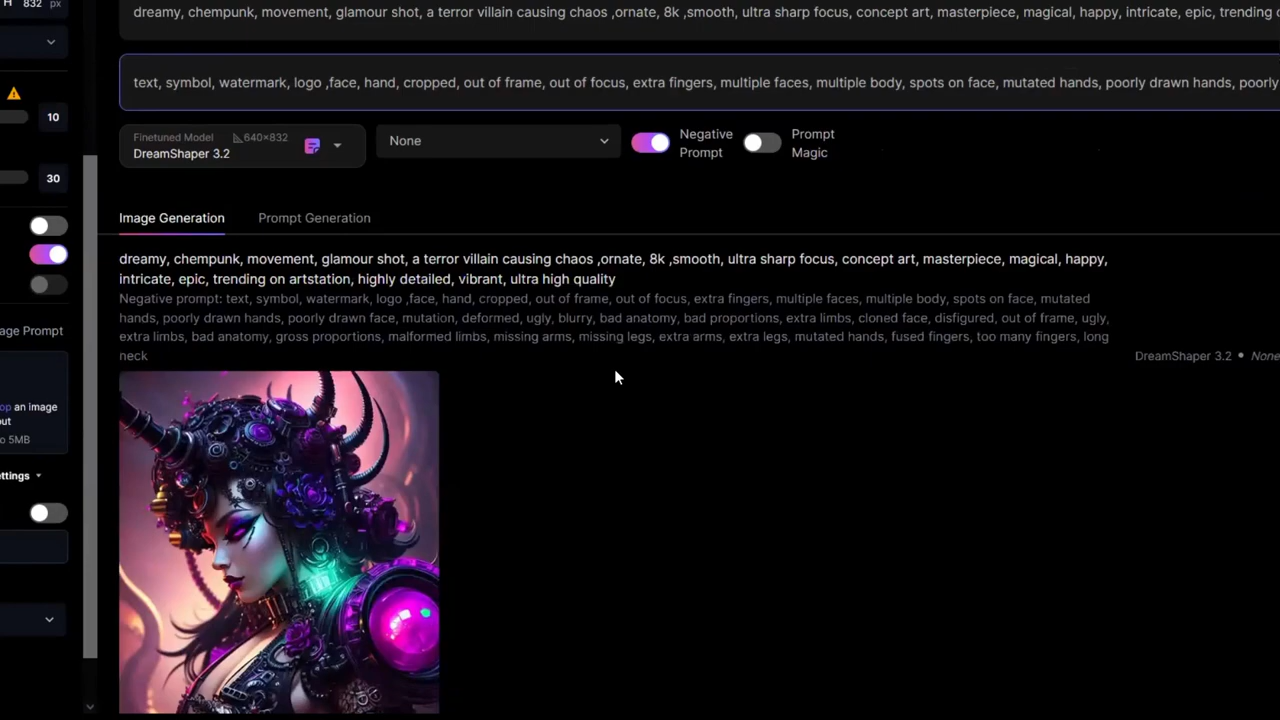 H 832 px
dreamy, chempunk, movement, glamour shot, a terror villain causing chaos ,ornate, 8k ,smooth, ultra sharp focus, concept art, masterpiece, magical, happy, intricate, epic, trending
text, symbol, watermark, logo ,face, hand, cropped, out of frame, out of focus, extra fingers, multiple faces, multiple body, spots on face, mutated hands, poorly drawn hands, poorly
10
Finetuned Model 640×832
DreamShaper 3.2
None
Negative
Prompt
Prompt
Magic
30
Image Generation Prompt Generation
dreamy, chempunk, movement, glamour shot, a terror villain causing chaos ,ornate, 8k ,smooth, ultra sharp focus, concept art, masterpiece, magical, happy,
intricate, epic, trending on artstation, highly detailed, vibrant, ultra high quality
Negative prompt: text, symbol, watermark, logo ,face, hand, cropped, out of frame, out of focus, extra fingers, multiple faces, multiple body, spots on face, mutated
hands, poorly drawn hands, poorly drawn face, mutation, deformed, ugly, blurry, bad anatomy, bad proportions, extra limbs, cloned face, disfigured, out of frame, ugly,
extra limbs, bad anatomy, gross proportions, malformed limbs, missing arms, missing legs, extra arms, extra legs, mutated hands, fused fingers, too many fingers, long
neck
DreamShaper 3.2 • None
age Prompt
op an image
out
o 5MB
ettings